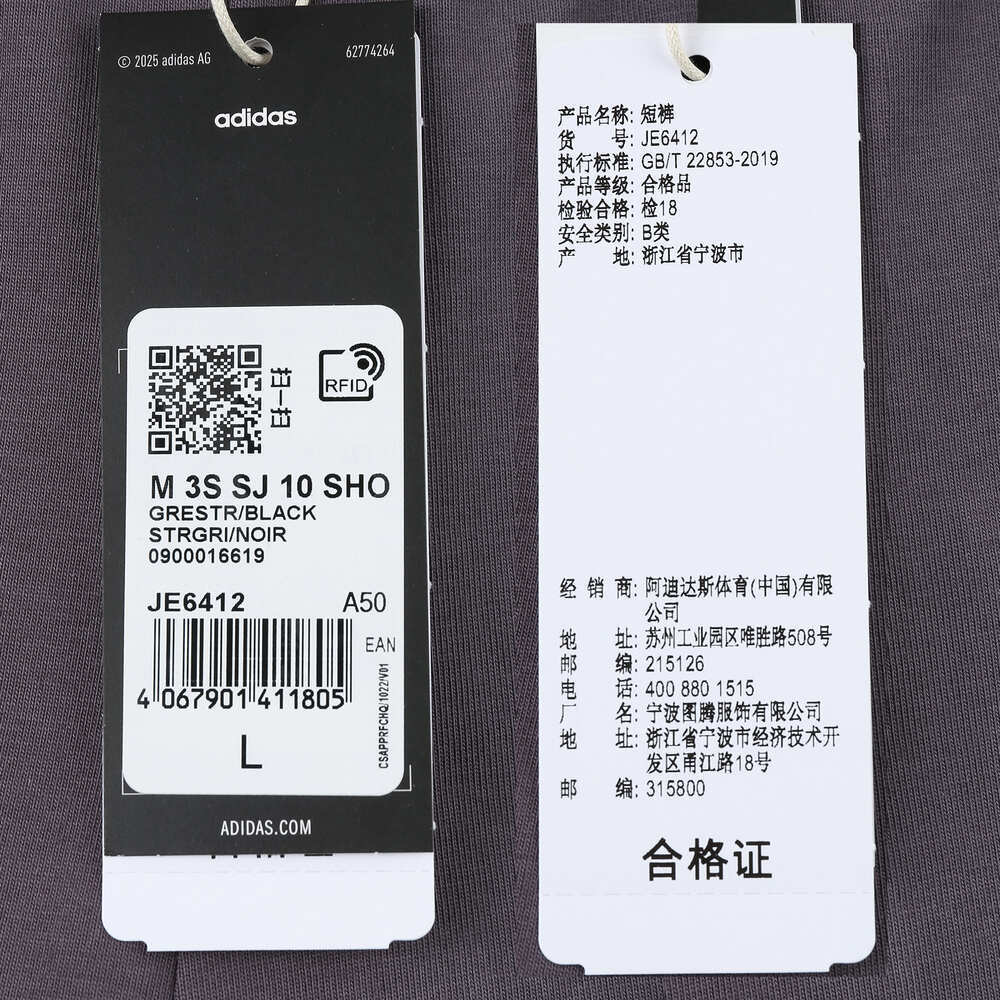 © 2025 adidas AG
62774264
adidas
扫一扫
RFID
M 3S SJ 10 SHO
GRESTR/BLACK
STRGRI/NOIR
0900016619
JE6412
A50
EAN
4 067901 411805
CSAPPRFCHQ/1022/V01
L
ADIDAS.COM
产品名称: 短裤
货 号: JE6412
执行标准: GB/T 22853-2019
产品等级: 合格品
检验合格: 检18
安全类别: B类
产 地: 浙江省宁波市
经 销 商: 阿迪达斯体育(中国)有限
公司
地 址: 苏州工业园区唯胜路508号
邮 编: 215126
电 话: 400 880 1515
厂 名: 宁波图腾服饰有限公司
地 址: 浙江省宁波市经济技术开
发区甬江路18号
邮 编: 315800
合格证